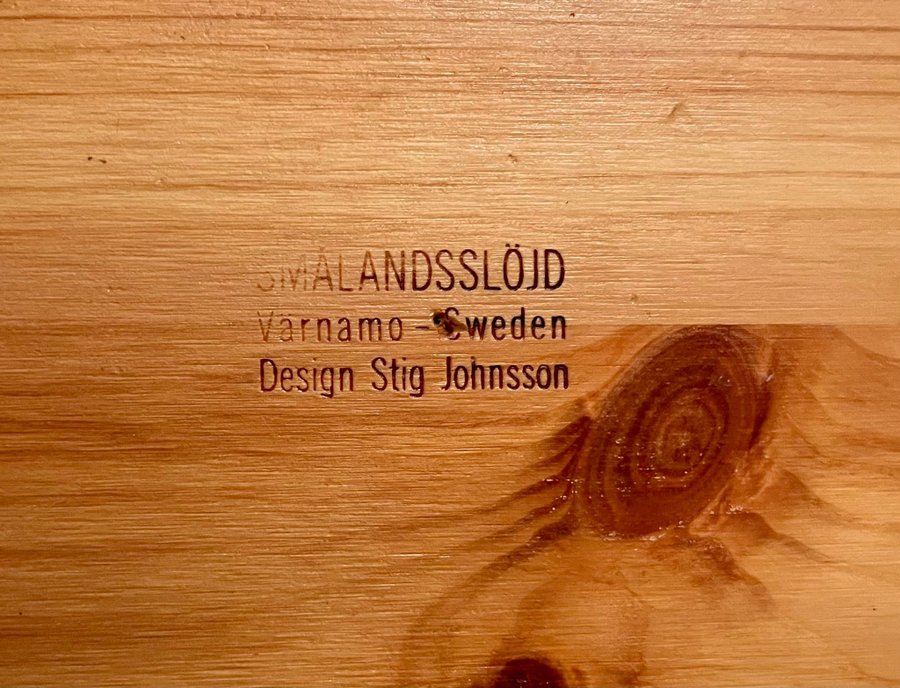 SMÅLANDSSLÖJD
Värnamo - Sweden
Design Stig Johnsson